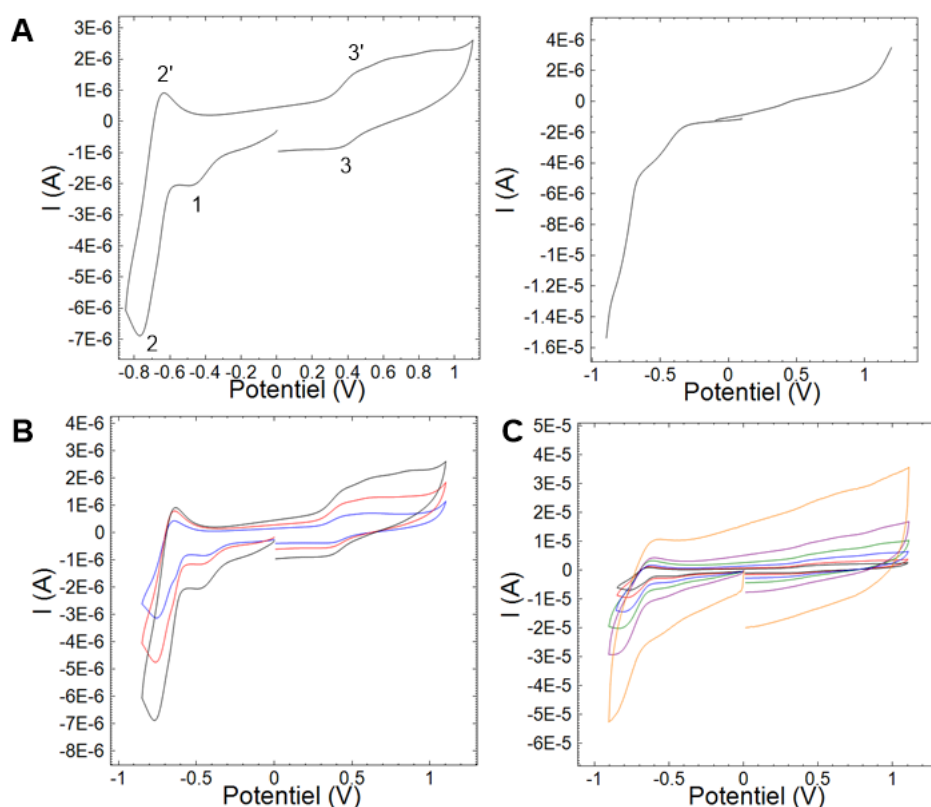 A
3E-6
2E-6
1E-6
0
-1E-6
-2E-6
-3E-6
-4E-6
-5E-6
-6E-6
-7E-6
I (A)
2'
3'
3
1
2
-0.8 -0.6 -0.4 -0.2 0 0.2 0.4 0.6 0.8 1
Potentiel (V)
4E-6
2E-6
0
-2E-6
-4E-6
-6E-6
-8E-6
-1E-5
-1.2E-5
-1.4E-5
-1.6E-5
I (A)
-1 -0.5 0 0.5 1
Potentiel (V)
B
4E-6
3E-6
2E-6
1E-6
0
-1E-6
-2E-6
-3E-6
-4E-6
-5E-6
-6E-6
-7E-6
-8E-6
I (A)
-1 -0.5 0 0.5 1
Potentiel (V)
C
5E-5
4E-5
3E-5
2E-5
1E-5
0
-1E-5
-2E-5
-3E-5
-4E-5
-5E-5
-6E-5
I (A)
-1 -0.5 0 0.5 1
Potentiel (V)